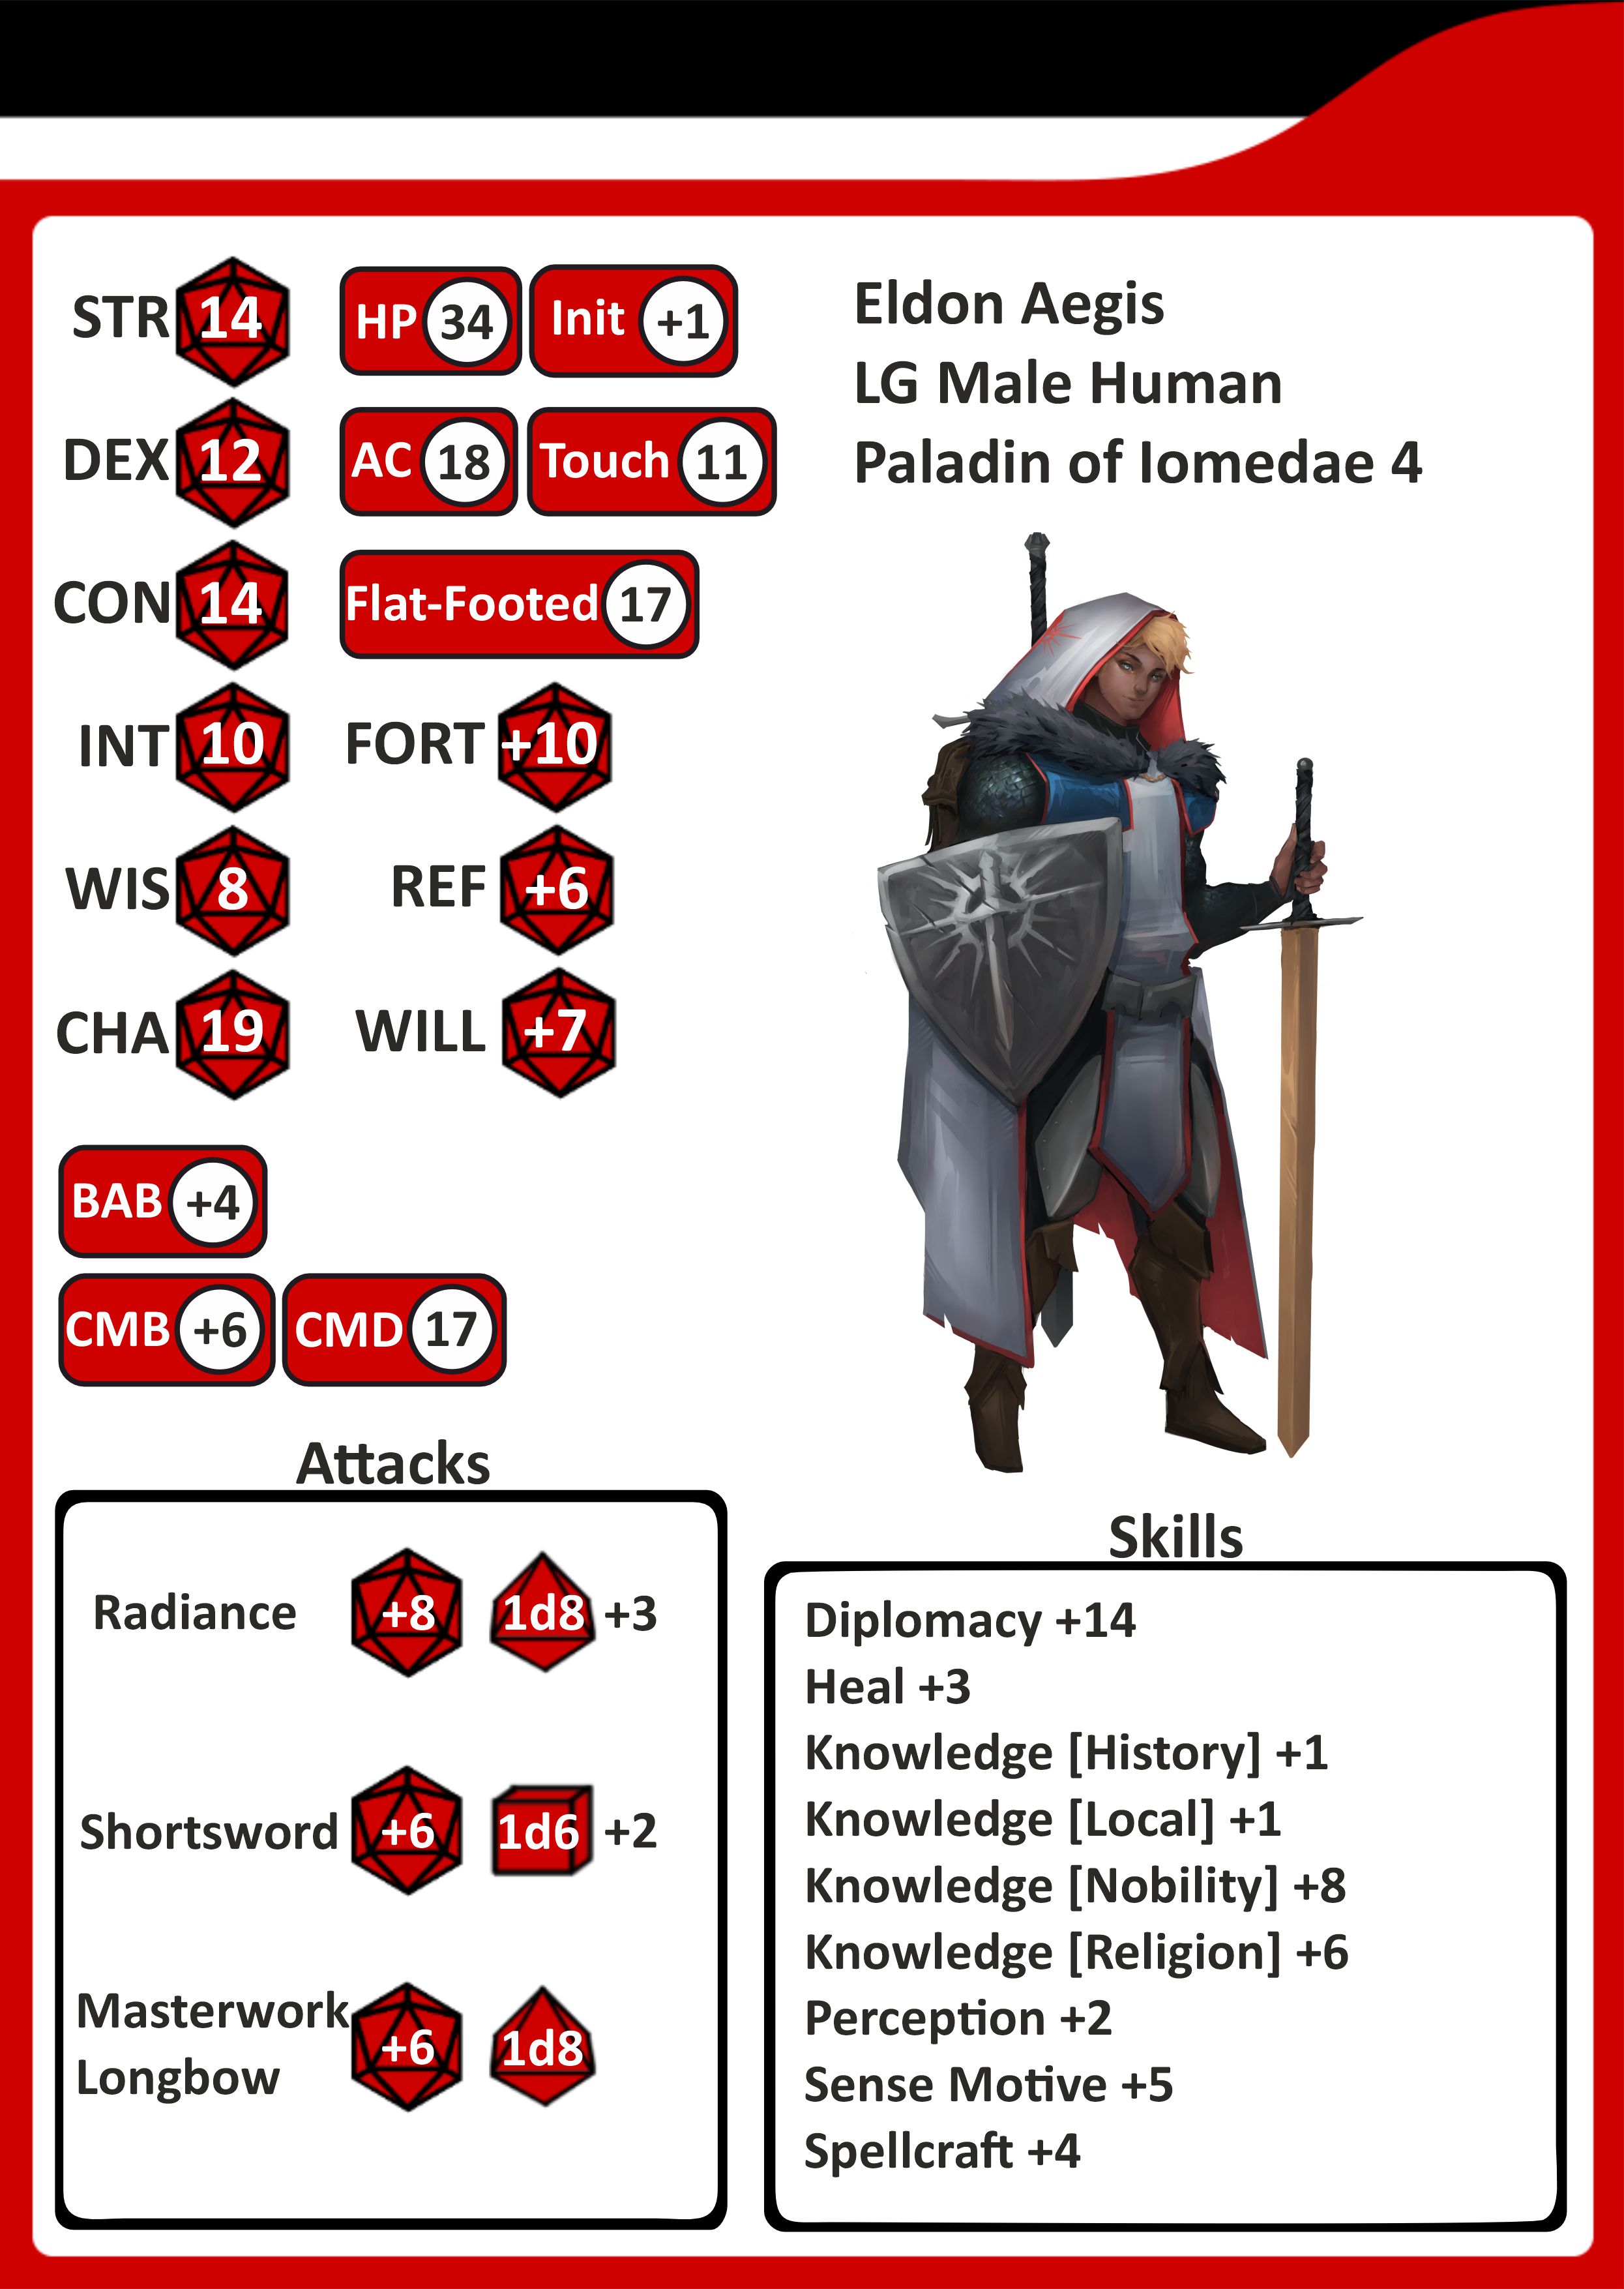 STR 14
HP 34
Init +1
Eldon Aegis
LG Male Human
Paladin of Iomedae 4
DEX 12
AC 18
Touch 11
CON 14
Flat-Footed 17
INT 10
FORT +10
WIS 8
REF +6
CHA 19
WILL +7
BAB +4
CMB +6
CMD 17
Attacks
Radiance +8 1d8 +3
Shortsword +6 1d6 +2
Masterwork
Longbow
+6 1d8
Skills
Diplomacy +14
Heal +3
Knowledge [History] +1
Knowledge [Local] +1
Knowledge [Nobility] +8
Knowledge [Religion] +6
Perception +2
Sense Motive +5
Spellcraft +4